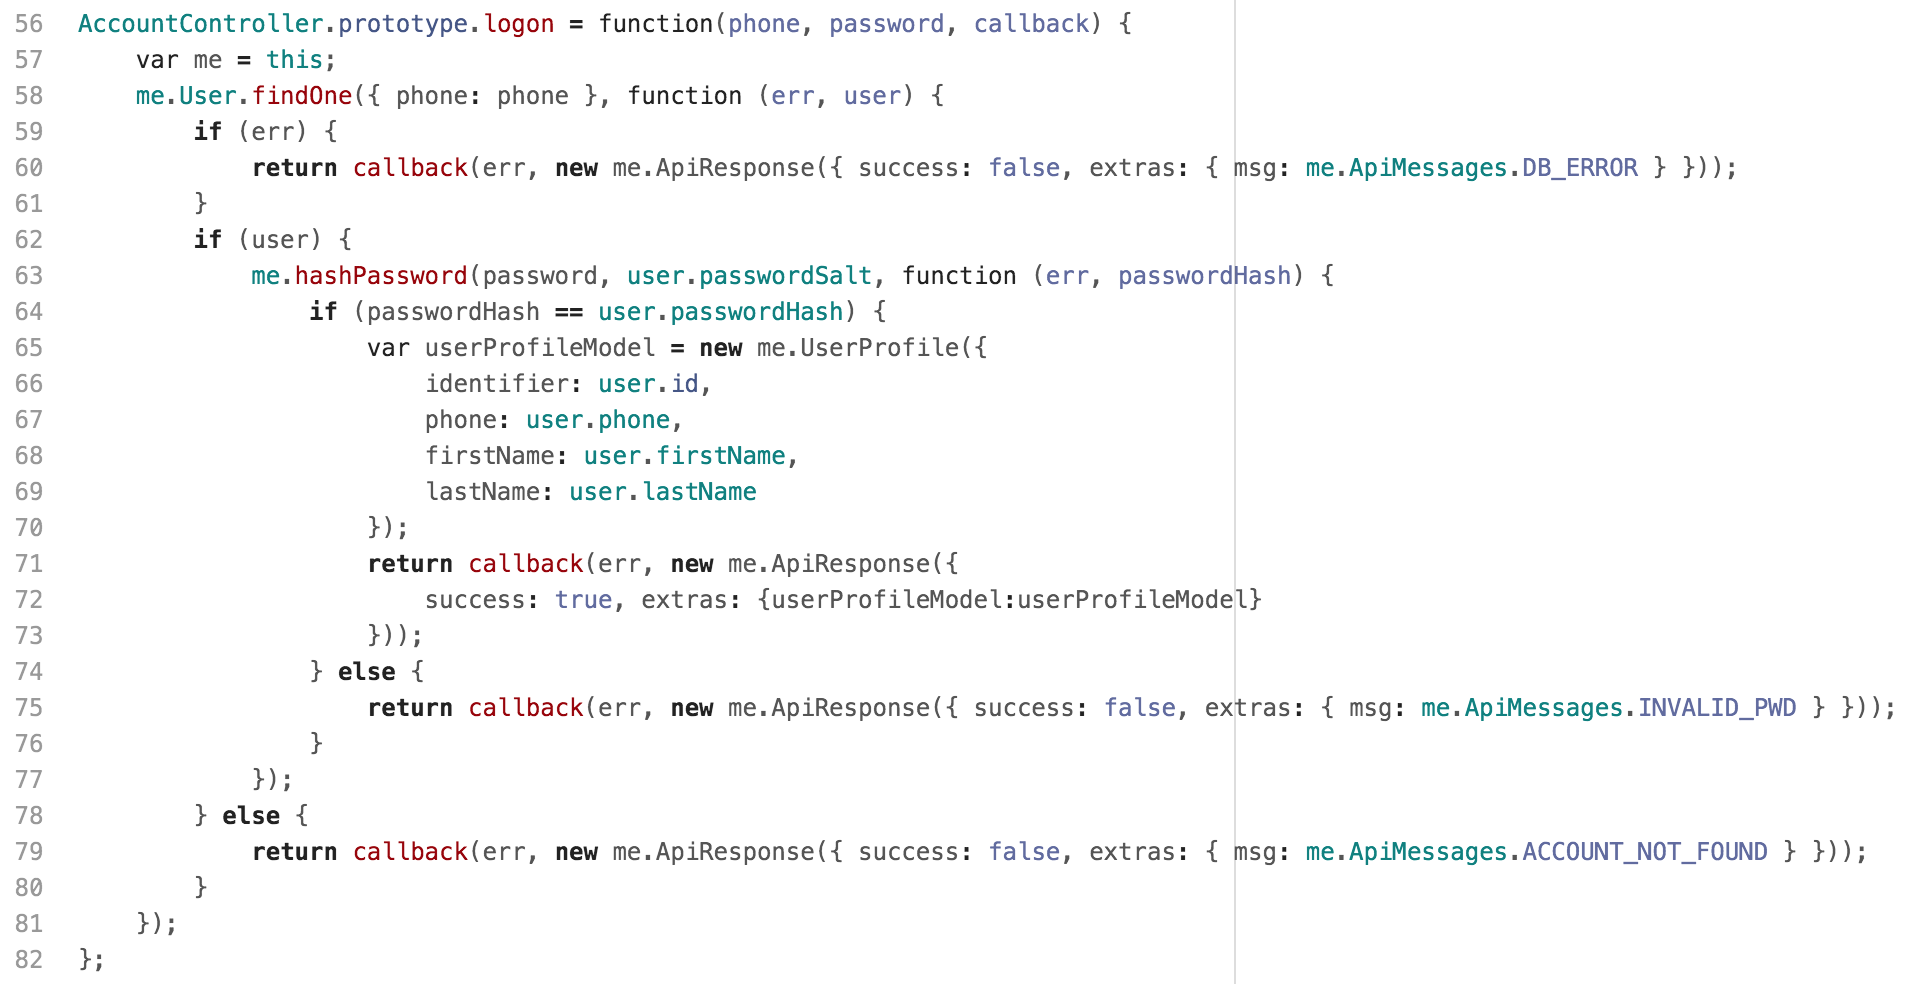 56 AccountController.prototype.logon = function(phone, password, callback) {
57     var me = this;
58     me.User.findOne({ phone: phone }, function (err, user) {
59         if (err) {
60             return callback(err, new me.ApiResponse({ success: false, extras: { msg: me.ApiMessages.DB_ERROR } }));
61         }
62         if (user) {
63             me.hashPassword(password, user.passwordSalt, function (err, passwordHash) {
64                 if (passwordHash == user.passwordHash) {
65                     var userProfileModel = new me.UserProfile({
66                         identifier: user.id,
67                         phone: user.phone,
68                         firstName: user.firstName,
69                         lastName: user.lastName
70                     });
71                     return callback(err, new me.ApiResponse({
72                         success: true, extras: {userProfileModel:userProfileModel}
73                     }));
74                 } else {
75                     return callback(err, new me.ApiResponse({ success: false, extras: { msg: me.ApiMessages.INVALID_PWD } }));
76                 }
77             });
78         } else {
79             return callback(err, new me.ApiResponse({ success: false, extras: { msg: me.ApiMessages.ACCOUNT_NOT_FOUND } }));
80         }
81     });
82 };